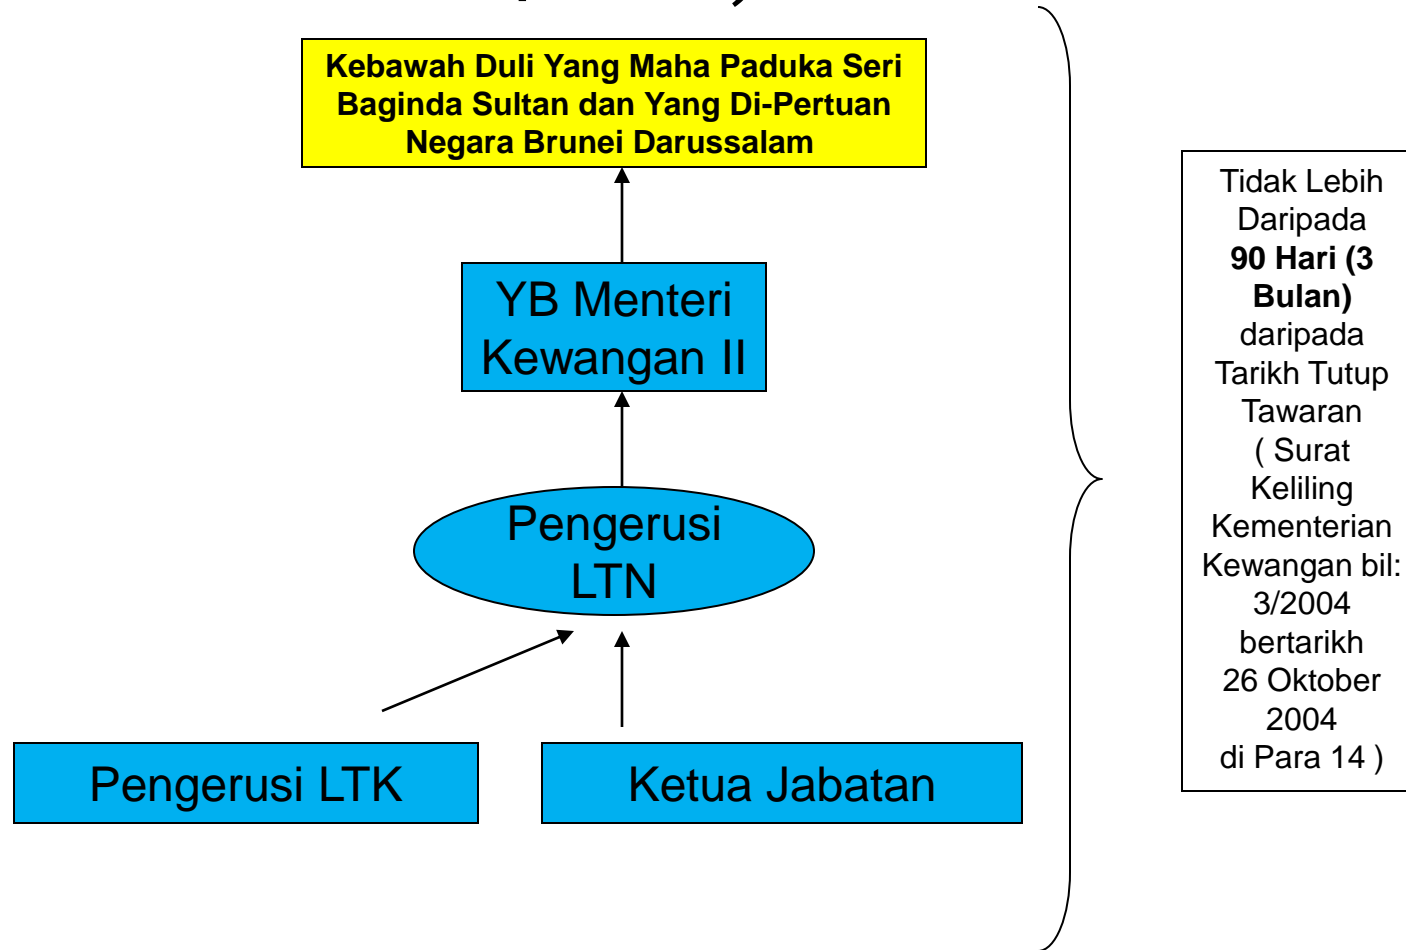 Kebawah Duli Yang Maha Paduka Seri
Baginda Sultan dan Yang Di-Pertuan
Negara Brunei Darussalam
YB Menteri
Kewangan II
Pengerusi
LTN
Pengerusi LTK
Ketua Jabatan
Tidak Lebih
Daripada
90 Hari (3
Bulan)
daripada
Tarikh Tutup
Tawaran
( Surat
Keliling
Kementerian
Kewangan bil:
3/2004
bertarikh
26 Oktober
2004
di Para 14 )